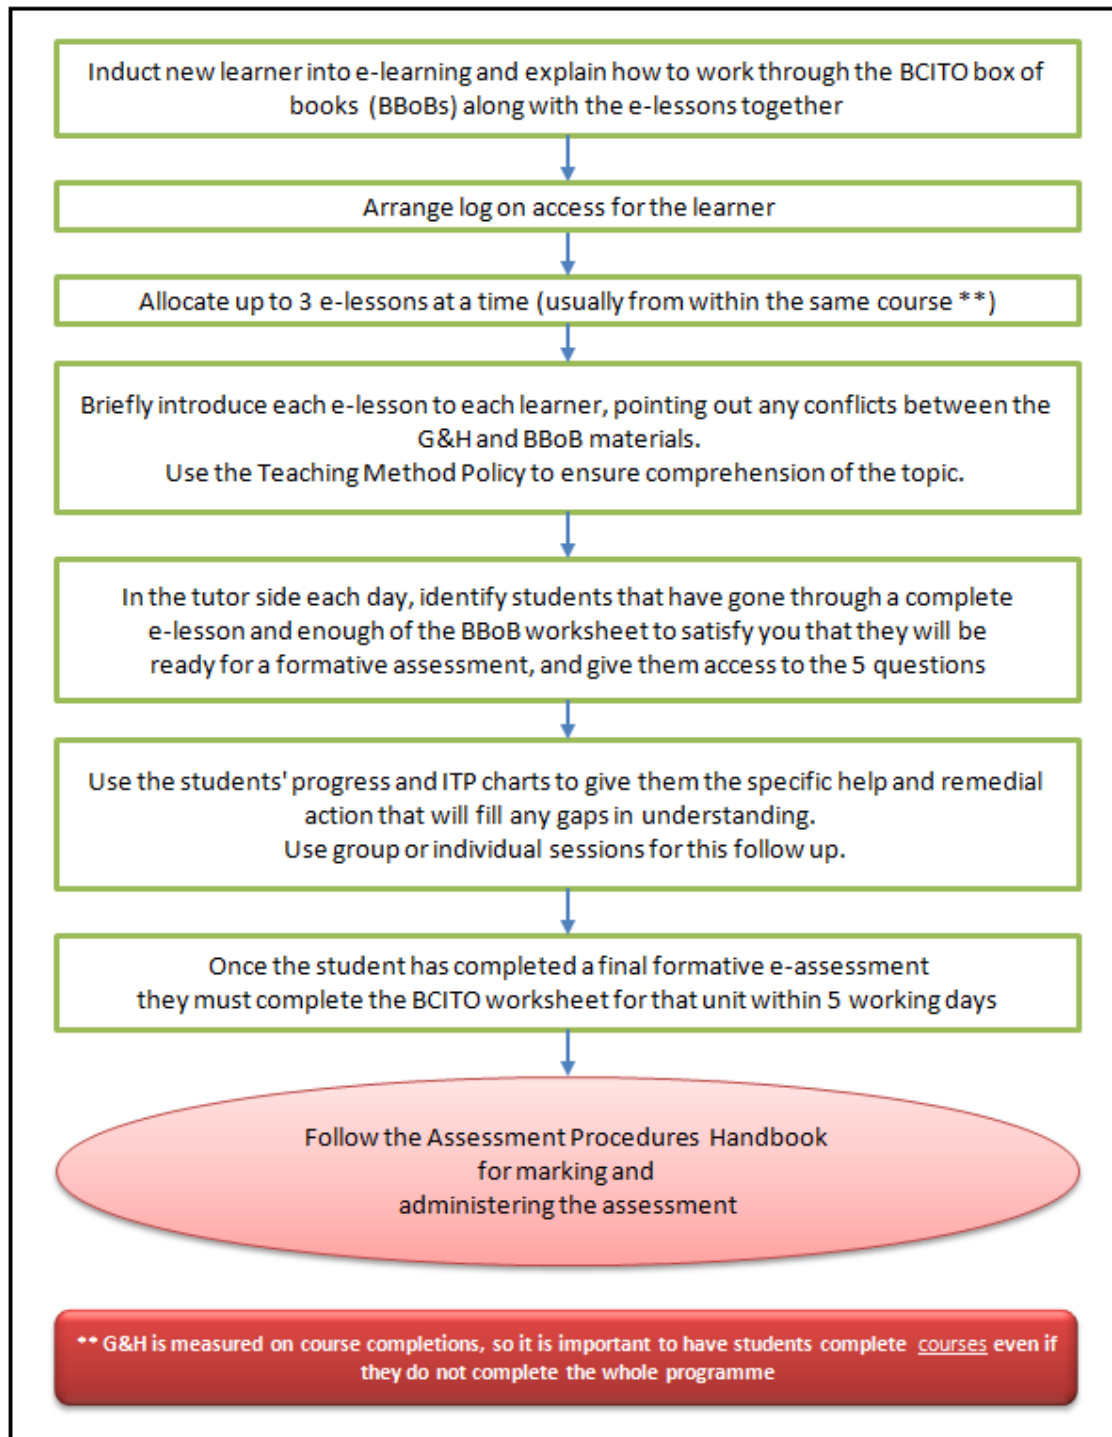 Induct new learner into e-learning and explain how to work through the BCITO box of
books (BBoBs) along with the e-lessons together
Arrange log on access for the learner
Allocate up to 3 e-lessons at a time (usually from within the same course **)
Briefly introduce each e-lesson to each learner, pointing out any conflicts between the
G&H and BBoB materials.
Use the Teaching Method Policy to ensure comprehension of the topic.
In the tutor side each day, identify students that have gone through a complete
e-lesson and enough of the BBoB worksheet to satisfy you that they will be
ready for a formative assessment, and give them access to the 5 questions
Use the students' progress and ITP charts to give them the specific help and remedial
action that will fill any gaps in understanding.
Use group or individual sessions for this follow up.
Once the student has completed a final formative e-assessment
they must complete the BCITO worksheet for that unit within 5 working days
Follow the Assessment Procedures Handbook
for marking and
administering the assessment
** G&H is measured on course completions, so it is important to have students complete courses even if
they do not complete the whole programme